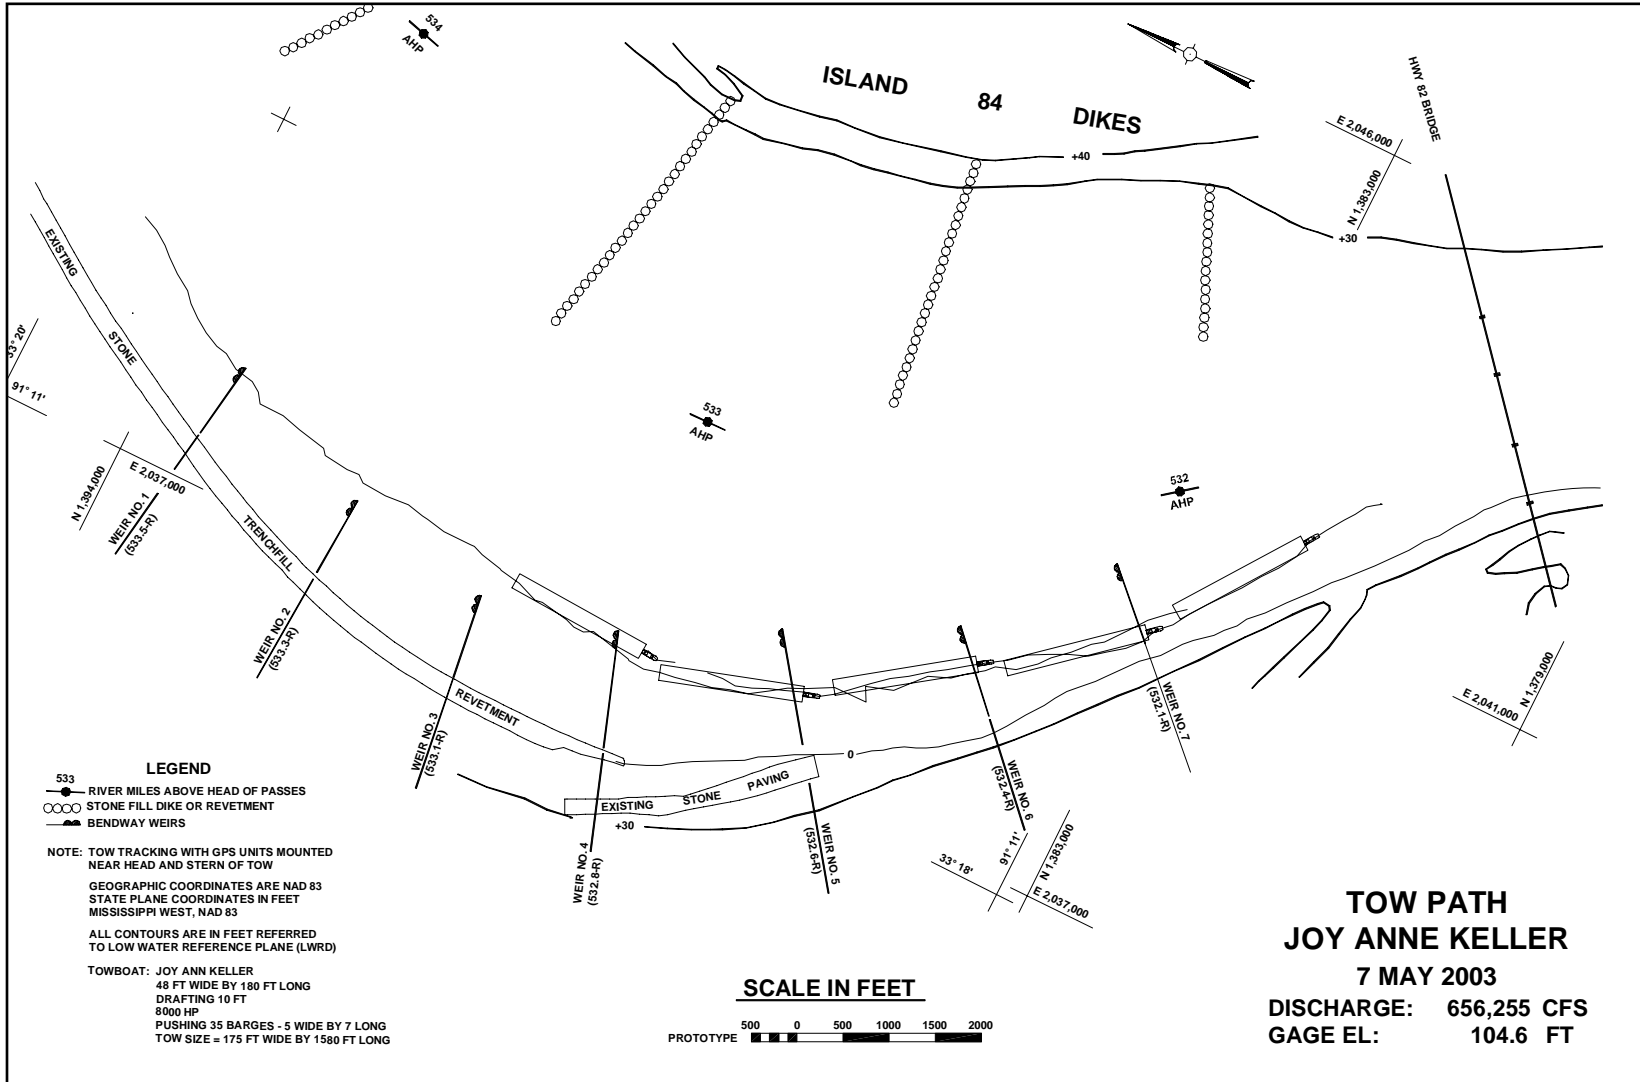 534
AHP
ISLAND 84 DIKES
+40
+30
HWY 82 BRIDGE
E 2,046,000
N 1,383,000
EXISTING STONE TRENCHFILL REVETMENT
33° 20'
91° 11'
N 1,394,000
E 2,037,000
WEIR NO. 1
(533.5-R)
WEIR NO. 2
(533.3-R)
WEIR NO. 3
(533.1-R)
WEIR NO. 4
(532.8-R)
WEIR NO. 5
(532.6-R)
WEIR NO. 6
(532.4-R)
WEIR NO. 7
(532.1-R)
533
AHP
532
AHP
0
EXISTING STONE PAVING
+30
33° 18'
91° 11'
N 1,383,000
E 2,037,000
E 2,041,000
N 1,379,000
LEGEND
533 RIVER MILES ABOVE HEAD OF PASSES
STONE FILL DIKE OR REVETMENT
BENDWAY WEIRS
NOTE: TOW TRACKING WITH GPS UNITS MOUNTED
NEAR HEAD AND STERN OF TOW
GEOGRAPHIC COORDINATES ARE NAD 83
STATE PLANE COORDINATES IN FEET
MISSISSIPPI WEST, NAD 83
ALL CONTOURS ARE IN FEET REFERRED
TO LOW WATER REFERENCE PLANE (LWRD)
TOWBOAT: JOY ANN KELLER
48 FT WIDE BY 180 FT LONG
DRAFTING 10 FT
8000 HP
PUSHING 35 BARGES - 5 WIDE BY 7 LONG
TOW SIZE = 175 FT WIDE BY 1580 FT LONG
SCALE IN FEET
500 0 500 1000 1500 2000
PROTOTYPE
TOW PATH
JOY ANNE KELLER
7 MAY 2003
DISCHARGE: 656,255 CFS
GAGE EL: 104.6 FT